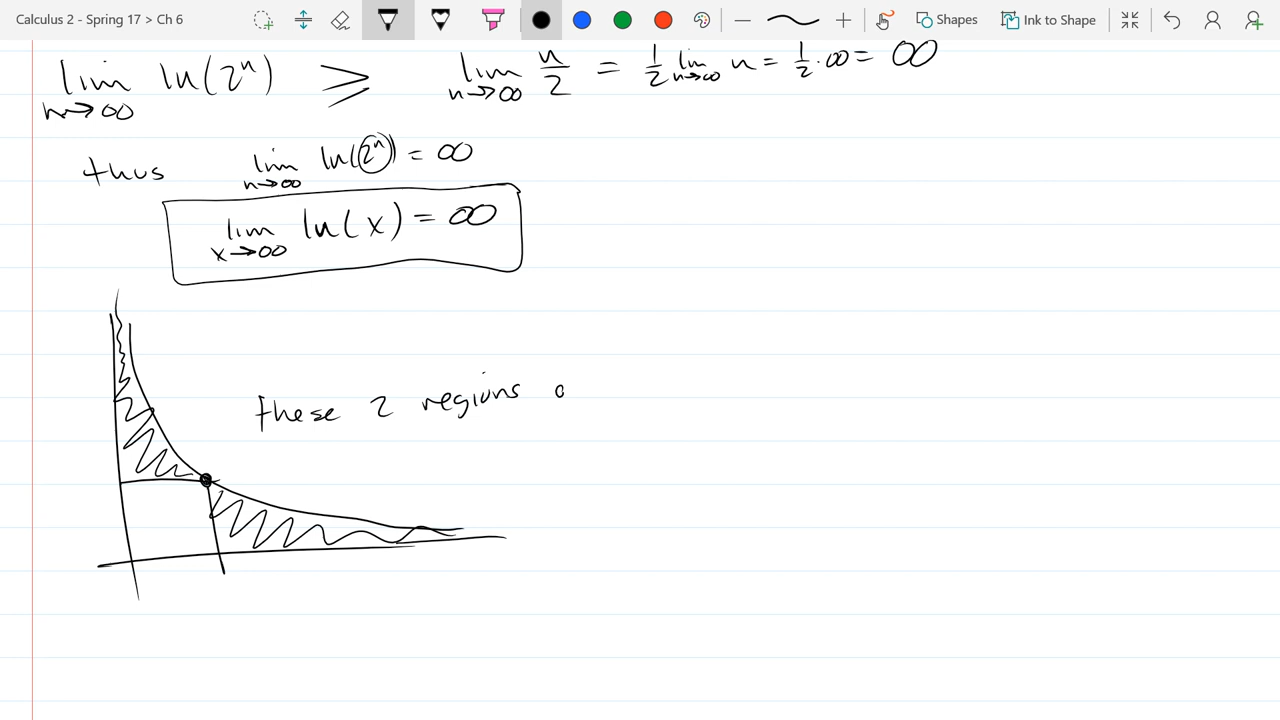 Calculus 2 - Spring 17 > Ch 6
Shapes
Ink to Shape
lim n→∞ ln(2ⁿ) ≥ lim n→∞ n/2 = 1/2 lim n→∞ n = 1/2 · ∞ = ∞
thus lim n→∞ ln(2ⁿ) = ∞
lim x→∞ ln(x) = ∞
these 2 regions a